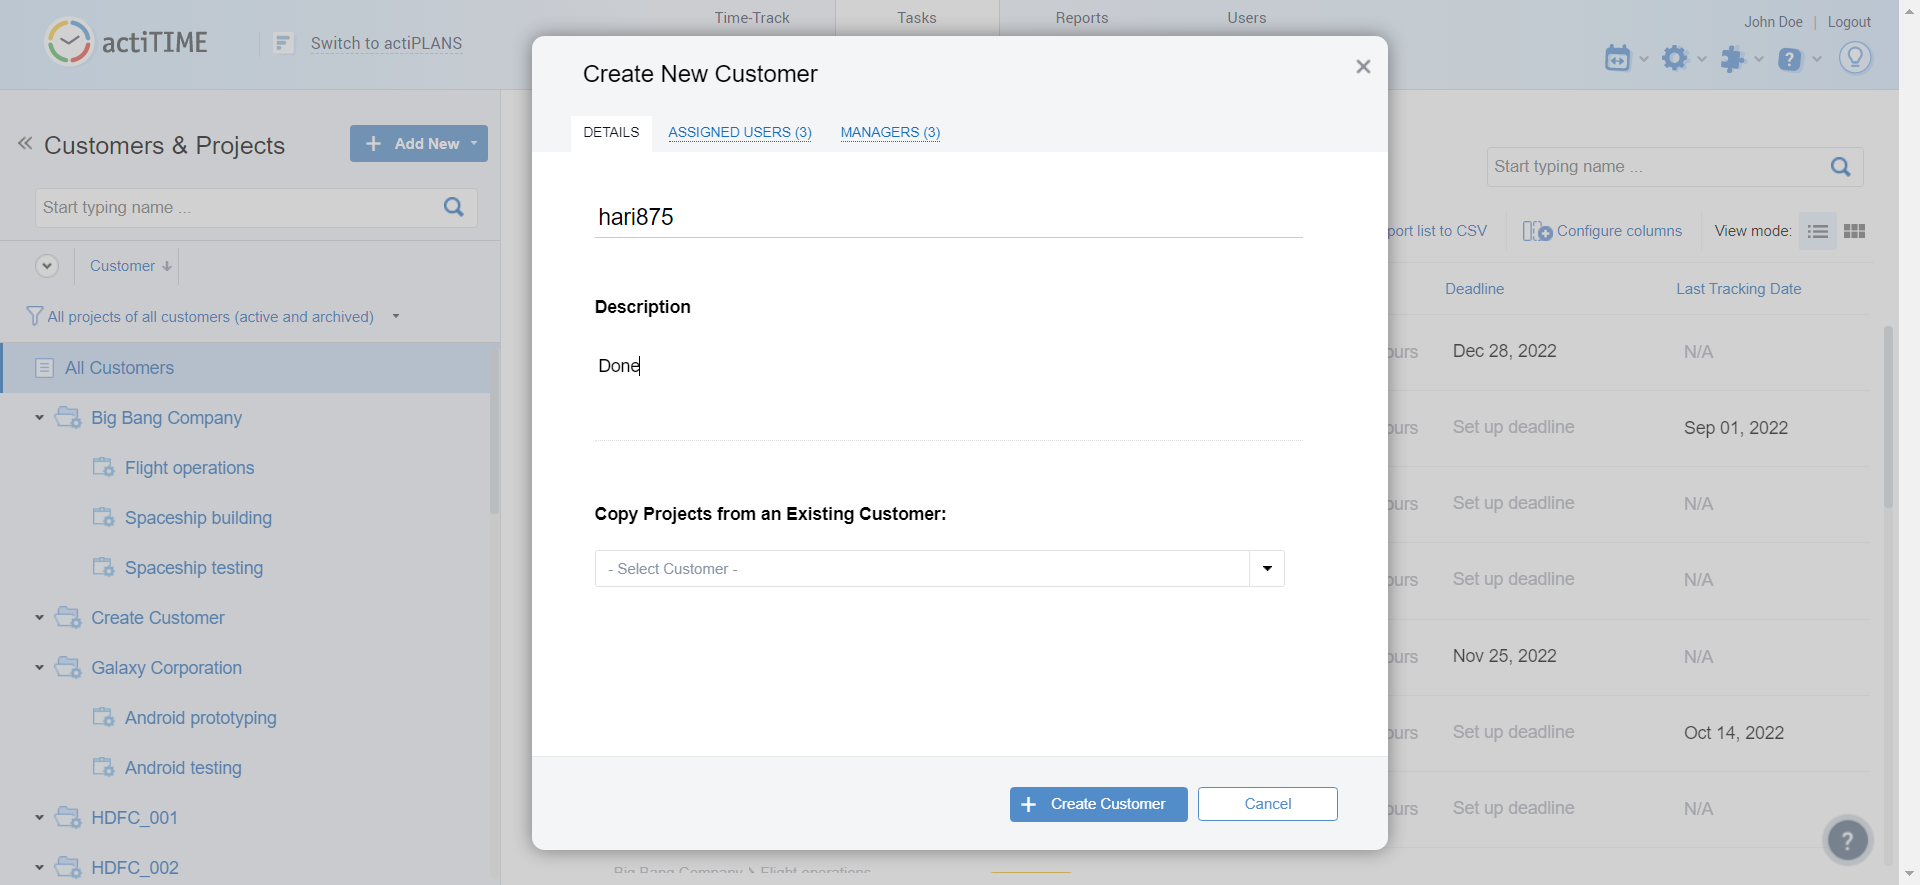 actiTIME
Switch to actiPLANS
Time-Track
Tasks
Reports
Users
John Doe | Logout
Customers & Projects
+ Add New
Start typing name ...
Customer
All projects of all customers (active and archived)
All Customers
Big Bang Company
Flight operations
Spaceship building
Spaceship testing
Create Customer
Galaxy Corporation
Android prototyping
Android testing
HDFC_001
HDFC_002
Create New Customer
DETAILS
ASSIGNED USERS (3)
MANAGERS (3)
hari875
Description
Done
Copy Projects from an Existing Customer:
- Select Customer -
+ Create Customer
Cancel
Start typing name ...
port list to CSV
Configure columns
View mode:
Deadline
Last Tracking Date
ours
Dec 28, 2022
N/A
ours
Set up deadline
Sep 01, 2022
ours
Set up deadline
N/A
ours
Set up deadline
N/A
ours
Nov 25, 2022
N/A
ours
Set up deadline
Oct 14, 2022
ours
Set up deadline
N/A
?
Big Bang Company > Flight operations